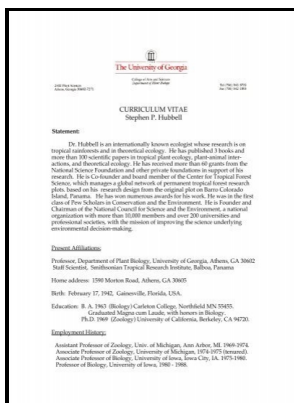 The University of Georgia
CURRICULUM VITAE
Stephen P. Hubbell
Statement:
Dr. Hubbell is an internationally known ecologist whose research is on
tropical rainforests and in theoretical ecology. He has published 3 books and
more than 100 scientific papers in tropical plant ecology, plant-animal inter-
actions, and theoretical ecology. He has received more than 60 grants from the
National Science Foundation and other private foundations in support of his
research. He is Co-founder and board member of the Center for Tropical Forest
Science, which manages a global network of permanent tropical forest research
plots, based on his research design from the original plot on Barro Colorado
Island, Panama. He has won numerous awards for his work. He was in the first
class of Pew Scholars in Conservation and the Environment. He is Founder and
Chairman of the National Council for Science and the Environment, a national
organization with more than 10,000 members and over 200 universities and
professional societies, with the mission of improving the science underlying
environmental decision-making.
Present Affiliations:
Professor, Department of Plant Biology, University of Georgia, Athens, GA 30602
Staff Scientist, Smithsonian Tropical Research Institute, Balboa, Panama
Home address: 1590 Morton Road, Athens, GA 30605
Birth: February 17, 1942, Gainesville, Florida, USA.
Education: B. A. 1963 (Biology) Carleton College, Northfield MN 55455.
Graduated Magna cum Laude, with honors in Biology.
Ph.D. 1969 (Zoology) University of California, Berkeley, CA 94720.
Employment History:
Assistant Professor of Zoology, Univ. of Michigan, Ann Arbor, MI. 1969-1974.
Associate Professor of Biology, University of Michigan, 1974-1975 (tenured).
Associate Professor of Biology, University of Iowa, Iowa City, IA. 1975-1980.
Professor of Biology, University of Iowa, 1980 - 1988.